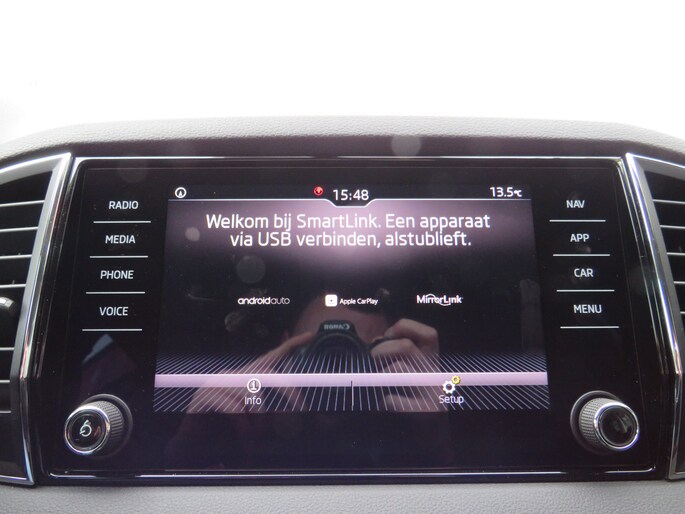 15:48
13.5°C
RADIO
MEDIA
PHONE
VOICE
Welkom bij SmartLink. Een apparaat
via USB verbinden, alstublieft.
androidauto
Apple CarPlay
MirrorLink
Info
Setup
NAV
APP
CAR
MENU
Canon